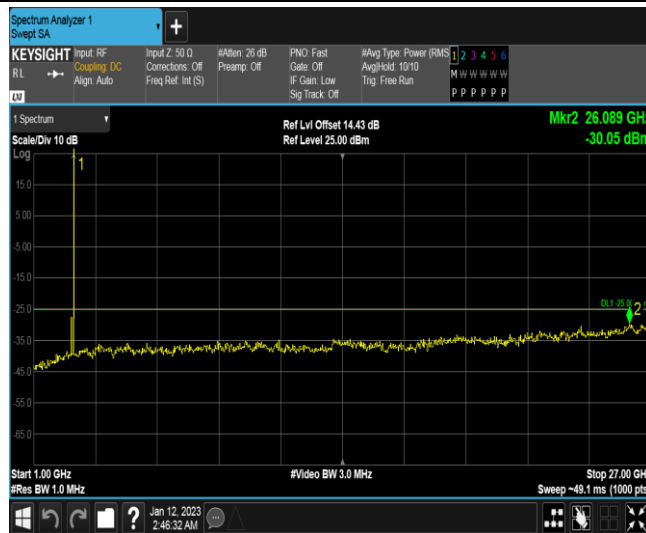 Spectrum Analyzer 1
Swept SA
+
KEYSIGHT
RL
LXI
Input: RF
Coupling: DC
Align: Auto
Input Z: 50 Ω
Corrections: Off
Freq Ref: Int (S)
#Atten: 26 dB
Preamp: Off
PNO: Fast
Gate: Off
IF Gain: Low
Sig Track: Off
#Avg Type: Power (RMS
Avg|Hold: 10/10
Trig: Free Run
1 2 3 4 5 6
M W W W W W
P P P P P P
1 Spectrum
Scale/Div 10 dB
Log
Ref Lvl Offset 14.43 dB
Ref Level 25.00 dBm
Mkr2 26.089 GHz
-30.05 dBm
1
15.0
5.00
-5.00
-15.0
-25.0
-35.0
-45.0
-55.0
-65.0
DL1 -25.0
2
Start 1.00 GHz
#Res BW 1.0 MHz
#Video BW 3.0 MHz
Stop 27.00 GHz
Sweep ~49.1 ms (1000 pts)
?
Jan 12, 2023
2:46:32 AM